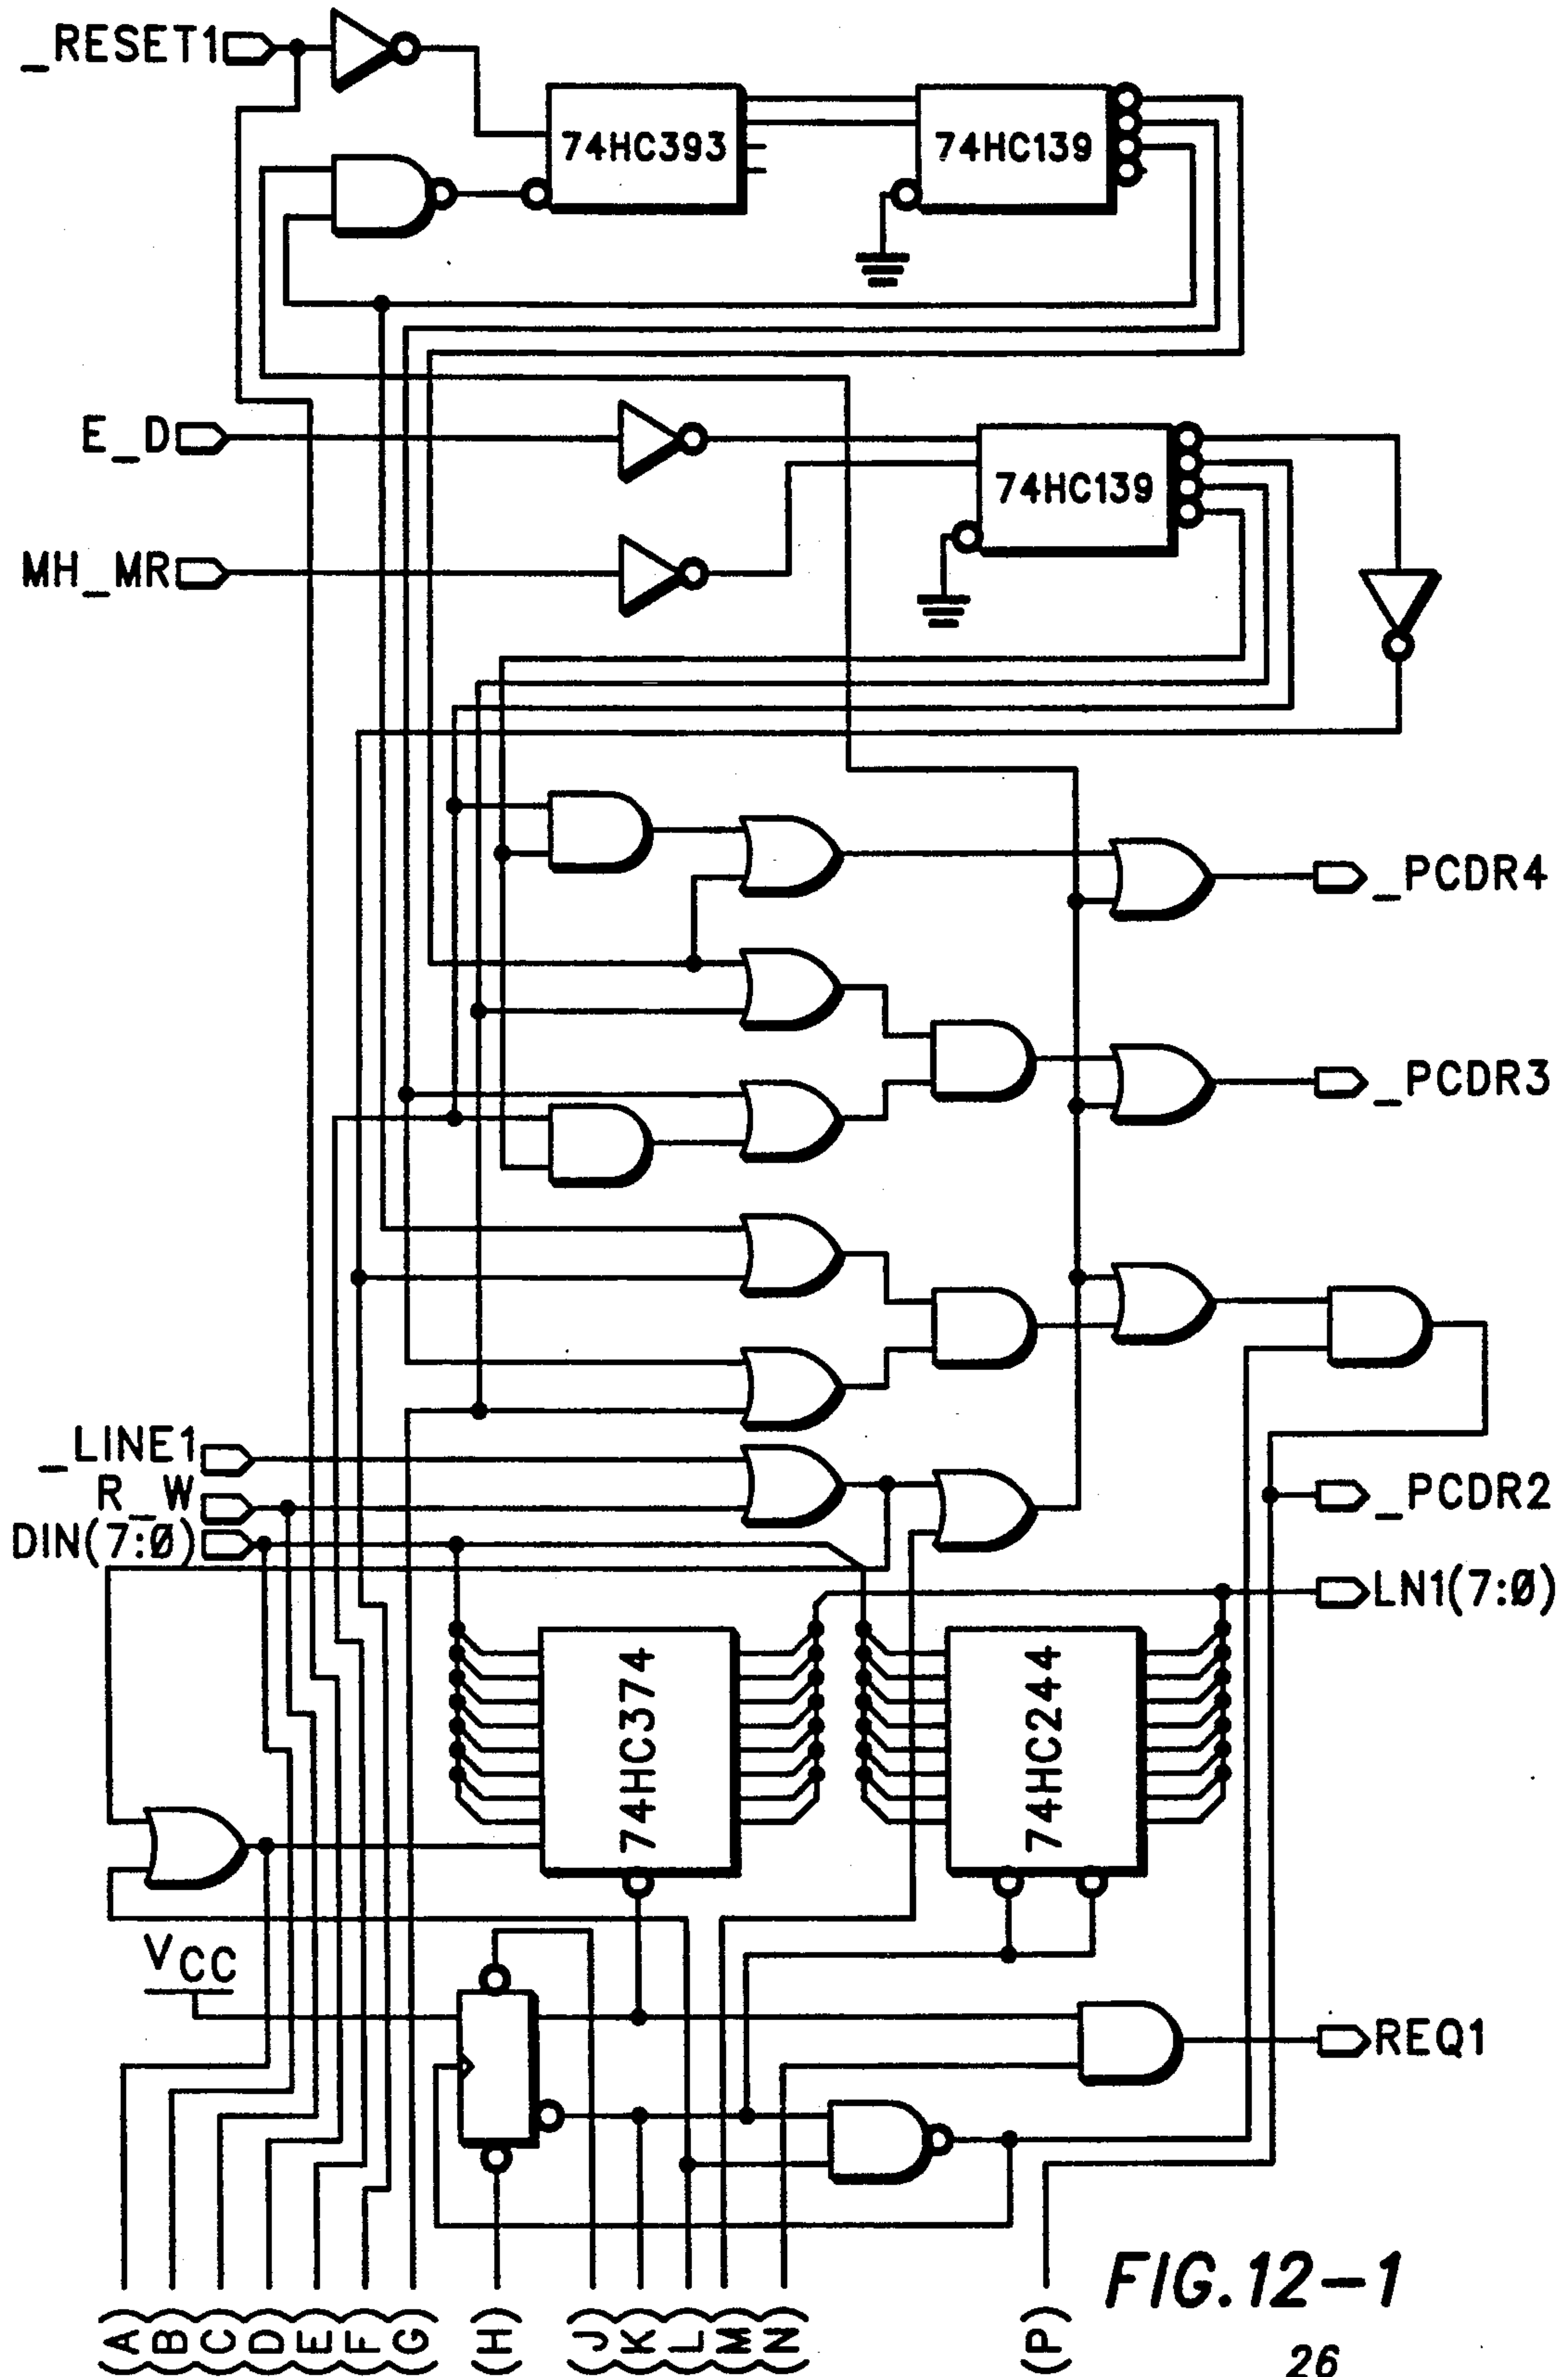 _RESET1
74HC393
74HC139
E_D
74HC139
MH_MR
_PCDR4
_PCDR3
_LINE1
R_W
_PCDR2
DIN(7:Ø)
LN1(7:Ø)
74HC374
74HC244
VCC
REQ1
FIG.12-1
(A)
(B)
(C)
(D)
(E)
(F)
(G)
(H)
(J)
(K)
(L)
(M)
(N)
(P)
26